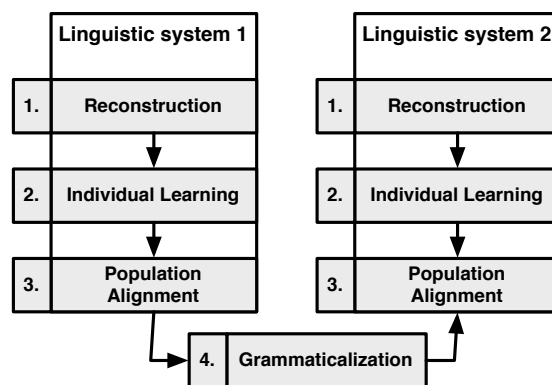 Linguistic system 1
1. Reconstruction
2. Individual Learning
3. Population
Alignment
Linguistic system 2
1. Reconstruction
2. Individual Learning
3. Population
Alignment
4. Grammaticalization